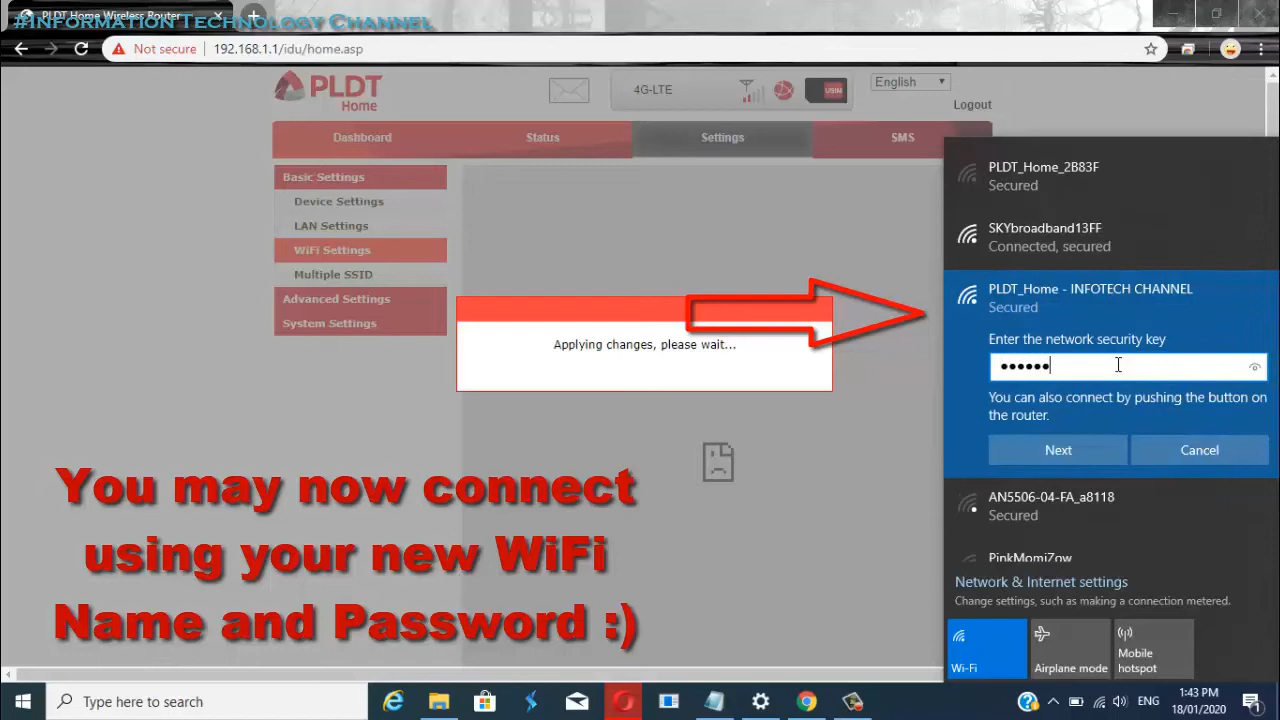 #Information Technology Channel
PLDT Home Wireless Router
Not secure
192.168.1.1/idu/home.asp
PLDT
Home
4G-LTE
USIM
English
Logout
Dashboard
Status
Settings
SMS
Basic Settings
Device Settings
LAN Settings
WiFi Settings
Multiple SSID
Advanced Settings
System Settings
Applying changes, please wait...
You may now connect
using your new WiFi
Name and Password :)
PLDT_Home_2B83F
Secured
SKYbroadband13FF
Connected, secured
PLDT_Home - INFOTECH CHANNEL
Secured
Enter the network security key
••••••
You can also connect by pushing the button on
the router.
Next
Cancel
AN5506-04-FA_a8118
Secured
PinkMomiZow
Network & Internet settings
Change settings, such as making a connection metered.
Wi-Fi
Airplane mode
Mobile
hotspot
Type here to search
ENG
1:43 PM
18/01/2020
1